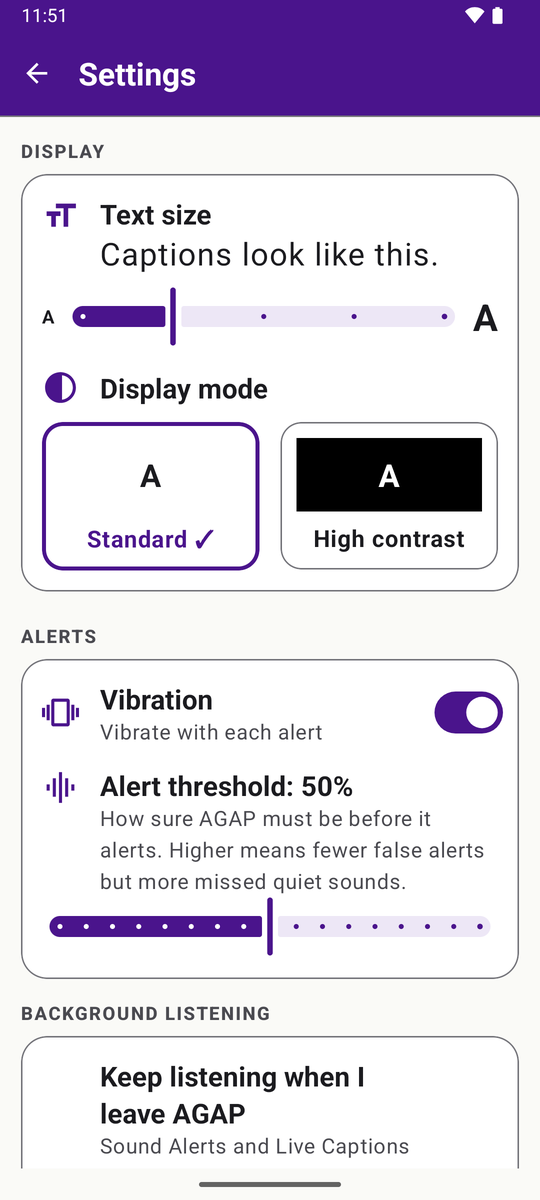 11:51
Settings
DISPLAY
Text size
Captions look like this.
A A
Display mode
A
Standard ✓
A
High contrast
ALERTS
Vibration
Vibrate with each alert
Alert threshold: 50%
How sure AGAP must be before it
alerts. Higher means fewer false alerts
but more missed quiet sounds.
BACKGROUND LISTENING
Keep listening when I
leave AGAP
Sound Alerts and Live Captions